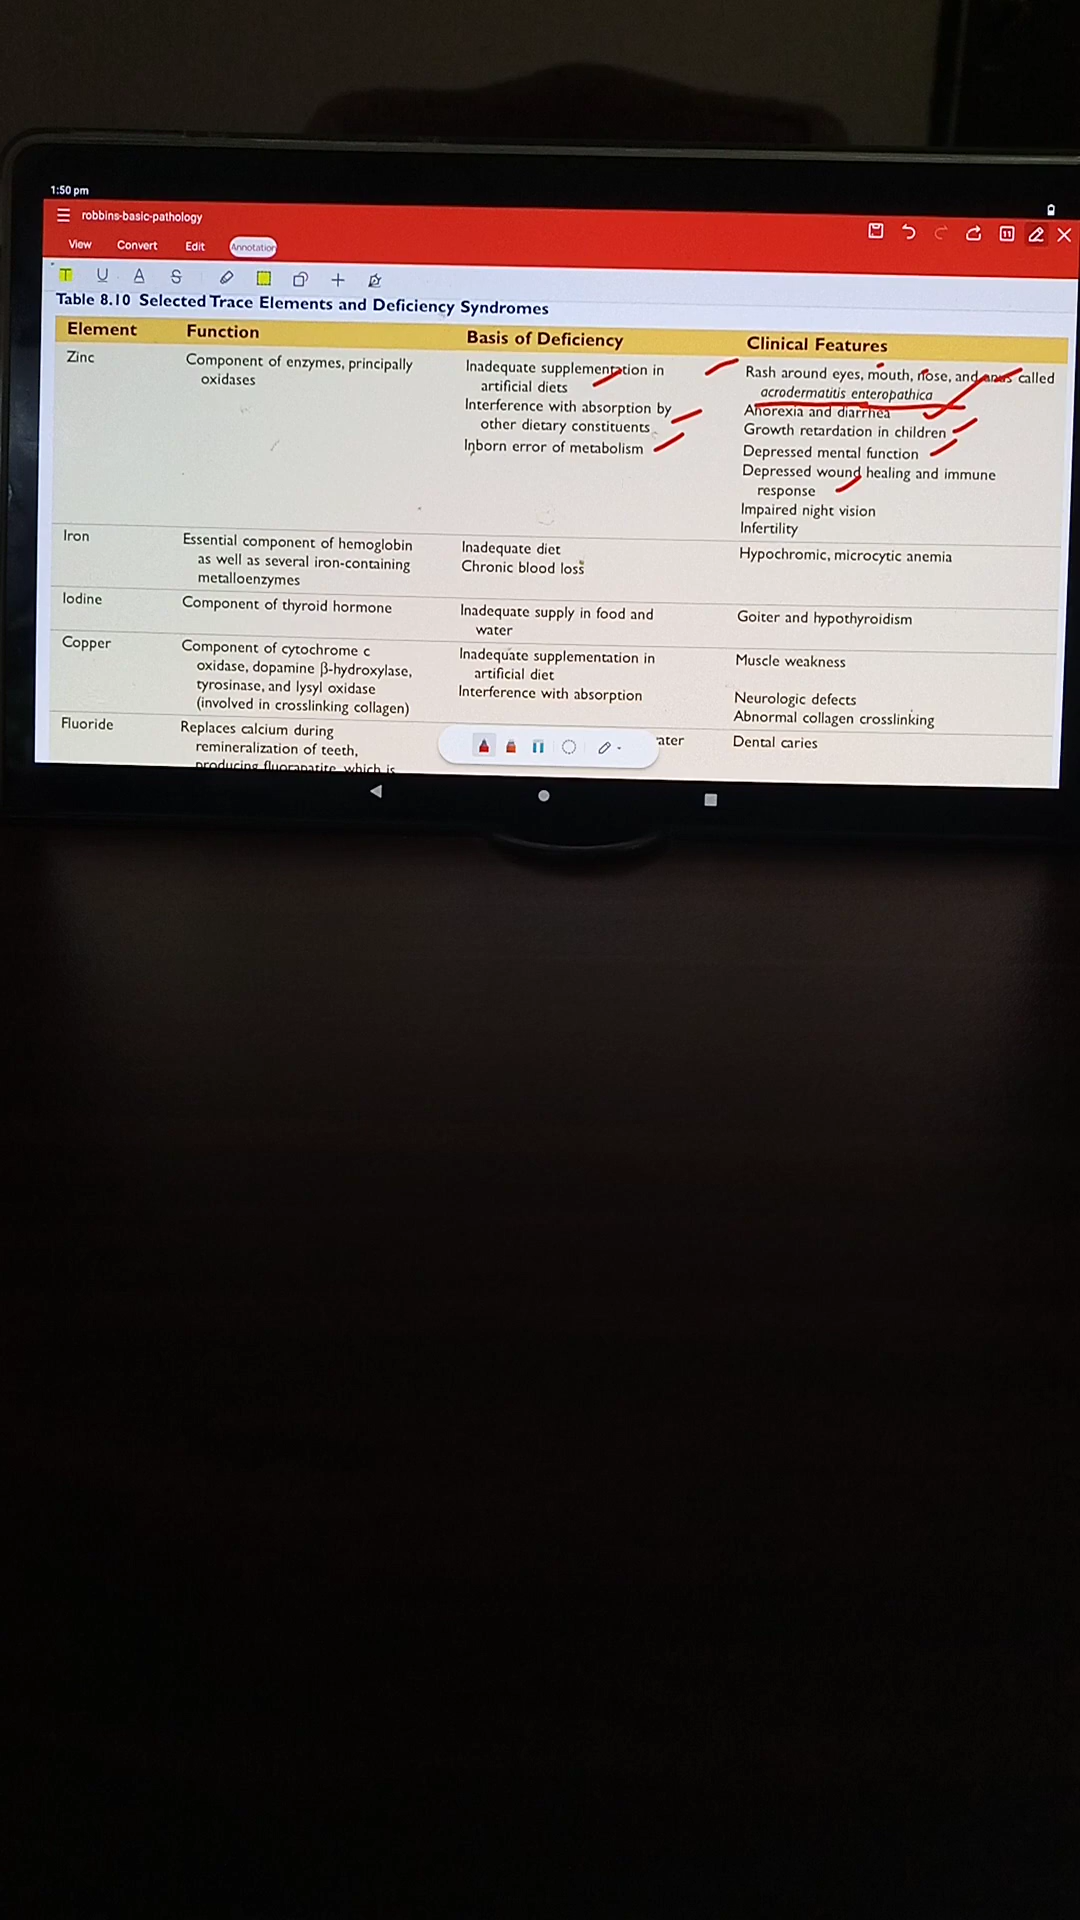 1:50 pm
robbins-basic-pathology
View Convert Edit Annotation
T U A S
Table 8.10 Selected Trace Elements and Deficiency Syndromes
Element Function Basis of Deficiency Clinical Features
Zinc Component of enzymes, principally Inadequate supplementation in Rash around eyes, mouth, nose, and anus called
oxidases artificial diets acrodermatitis enteropathica
Interference with absorption by Anorexia and diarrhea
other dietary constituents Growth retardation in children
Inborn error of metabolism Depressed mental function
Depressed wound healing and immune
response
Impaired night vision
Infertility
Iron Essential component of hemoglobin Inadequate diet Hypochromic, microcytic anemia
as well as several iron-containing Chronic blood loss
metalloenzymes
Iodine Component of thyroid hormone Inadequate supply in food and Goiter and hypothyroidism
water
Copper Component of cytochrome c Inadequate supplementation in Muscle weakness
oxidase, dopamine β-hydroxylase, artificial diet
tyrosinase, and lysyl oxidase Interference with absorption Neurologic defects
(involved in crosslinking collagen) Abnormal collagen crosslinking
Fluoride Replaces calcium during ater Dental caries
remineralization of teeth,
producing fluorapatite, which is